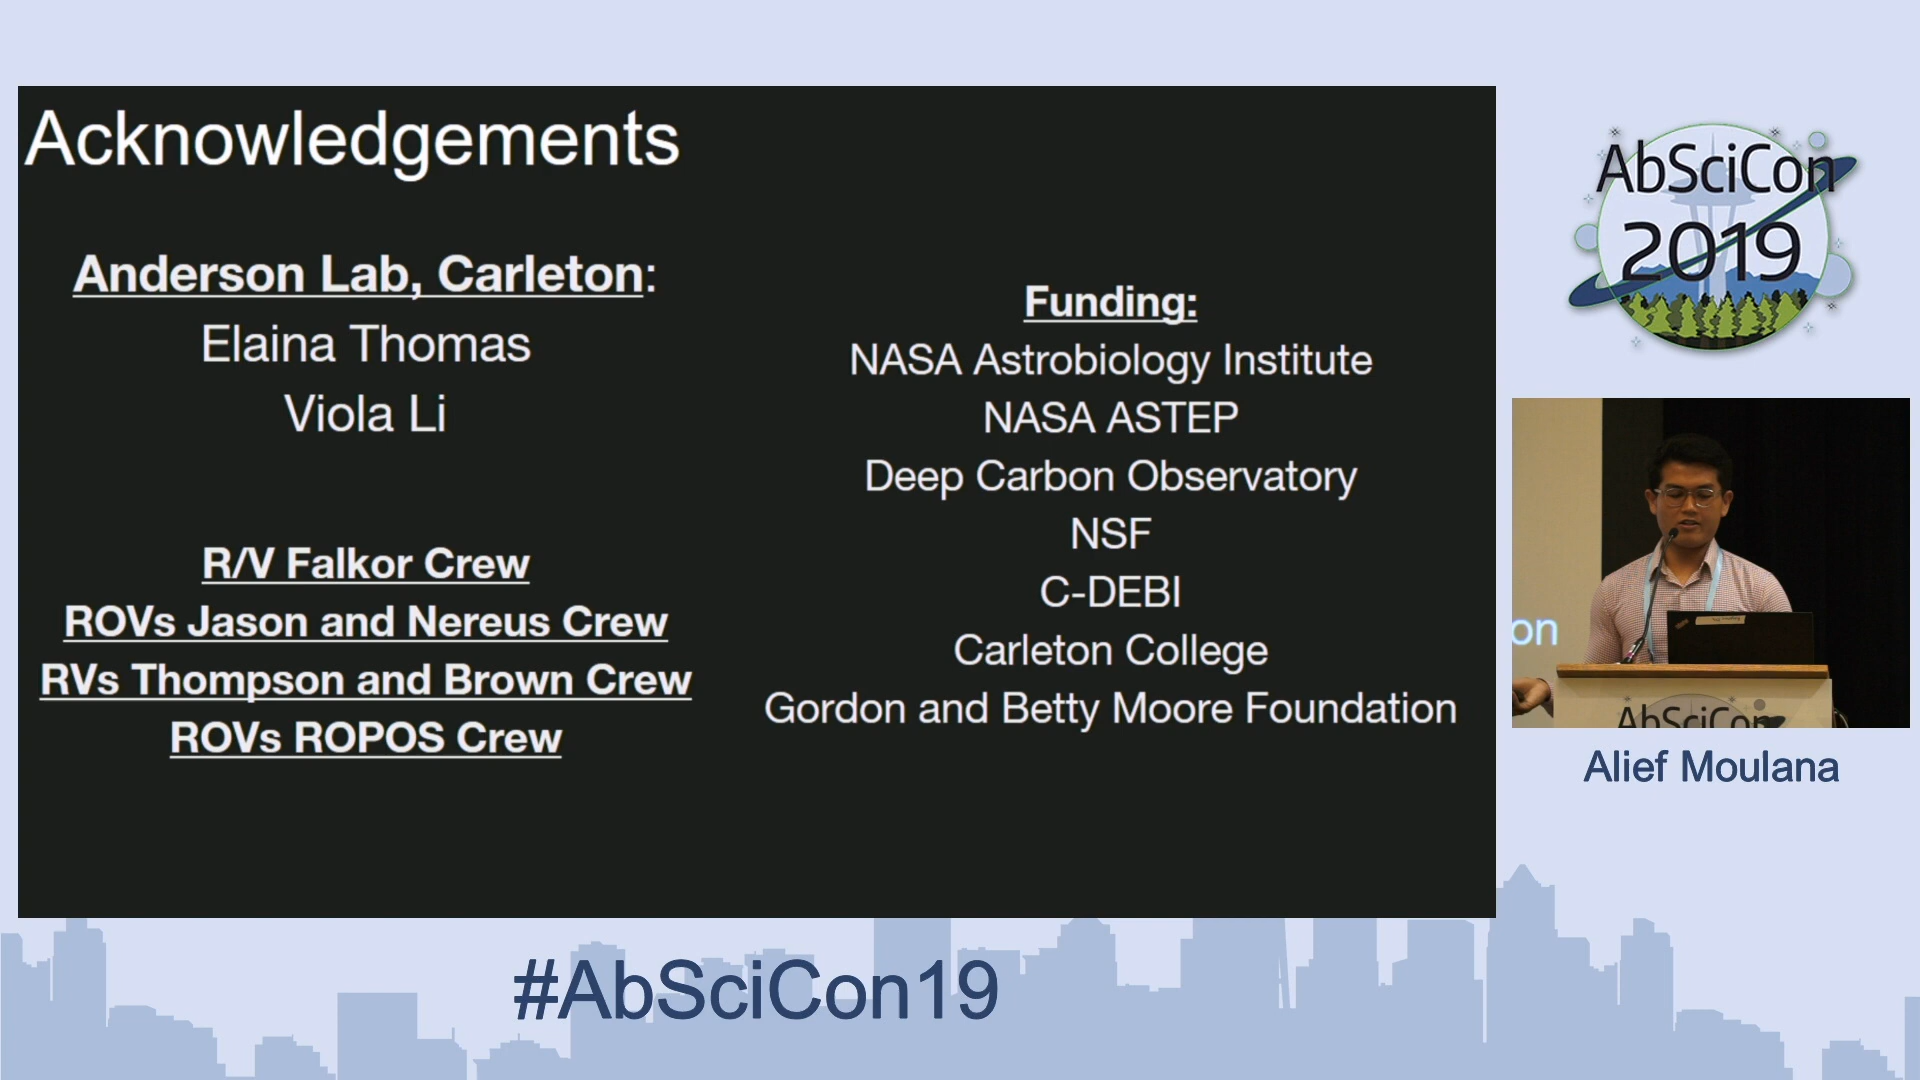 Acknowledgements
Anderson Lab, Carleton:
Elaina Thomas
Viola Li
R/V Falkor Crew
ROVs Jason and Nereus Crew
RVs Thompson and Brown Crew
ROVs ROPOS Crew
Funding:
NASA Astrobiology Institute
NASA ASTEP
Deep Carbon Observatory
NSF
C-DEBI
Carleton College
Gordon and Betty Moore Foundation
AbSciCon
2019
on
AbSciCon
Alief Moulana
#AbSciCon19